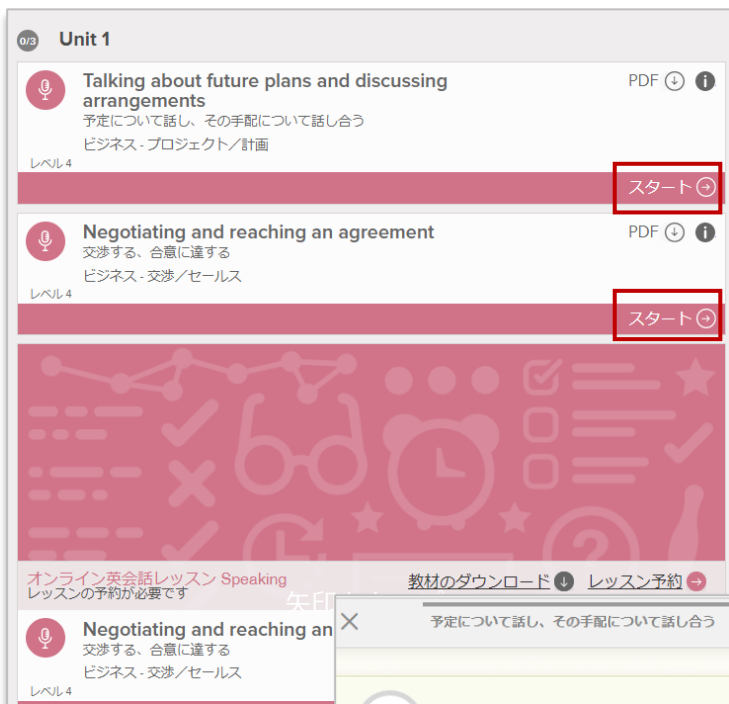 0/3 Unit 1
Talking about future plans and discussing
arrangements
PDF
予定について話し、その手配について話し合う
ビジネス - プロジェクト／計画
レベル 4
スタート
Negotiating and reaching an agreement
PDF
交渉する、合意に達する
ビジネス - 交渉／セールス
レベル 4
スタート
オンライン英会話レッスン Speaking
レッスンの予約が必要です
教材のダウンロード レッスン予約
矢印
Negotiating and reaching an
交渉する、合意に達する
ビジネス - 交渉／セールス
レベル 4
予定について話し、その手配について話し合う